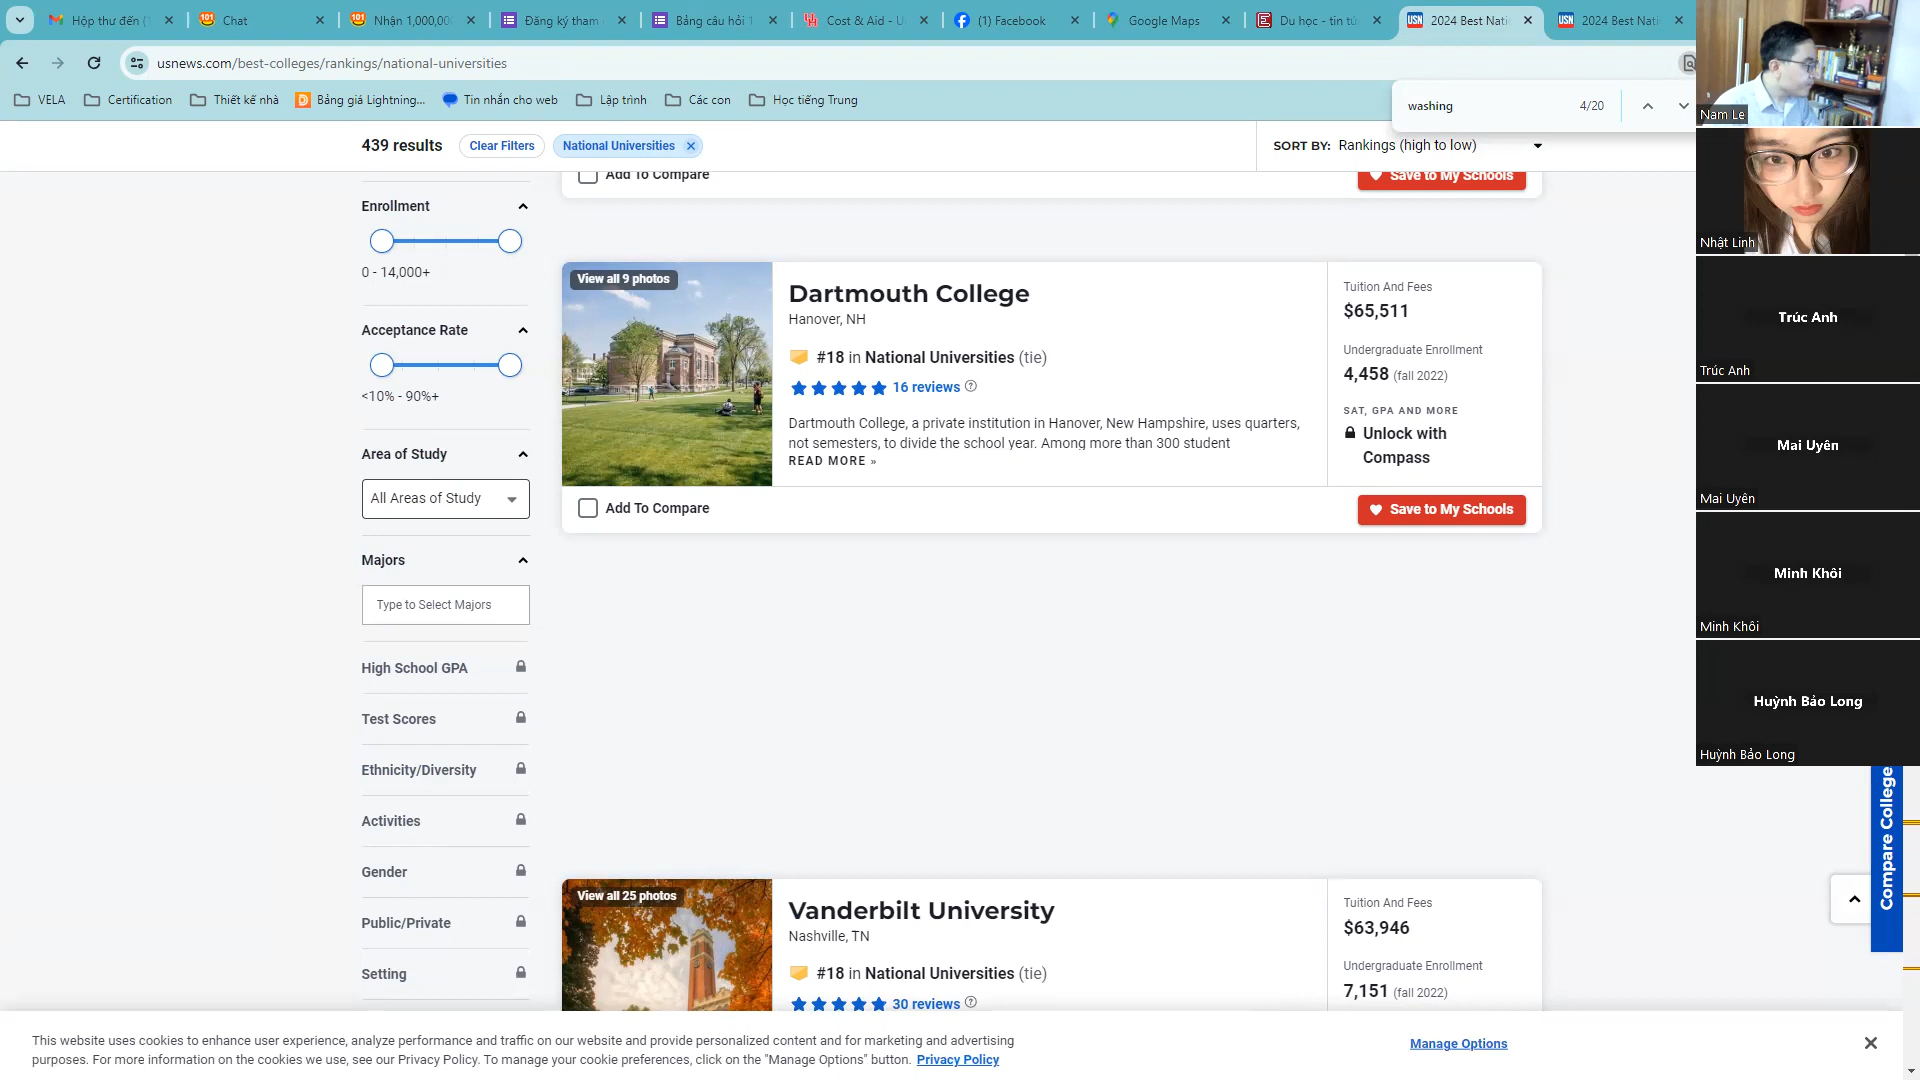 Hộp thư đến (1
Chat
Nhận 1,000,00
Đăng ký tham
Bảng câu hỏi 1
Cost & Aid - U
(1) Facebook
Google Maps
Du học - tin tứ
2024 Best Nati
2024 Best Nati
usnews.com/best-colleges/rankings/national-universities
VELA
Certification
Thiết kế nhà
Bảng giá Lightning...
Tin nhắn cho web
Lập trình
Các con
Học tiếng Trung
washing
4/20
439 results
Clear Filters
National Universities
SORT BY: Rankings (high to low)
Add To Compare
Save to My Schools
Enrollment
0 - 14,000+
Acceptance Rate
<10% - 90%+
Area of Study
All Areas of Study
Majors
Type to Select Majors
High School GPA
Test Scores
Ethnicity/Diversity
Activities
Gender
Public/Private
Setting
View all 9 photos
Dartmouth College
Hanover, NH
#18 in National Universities (tie)
16 reviews
Dartmouth College, a private institution in Hanover, New Hampshire, uses quarters,
not semesters, to divide the school year. Among more than 300 student
READ MORE »
Tuition And Fees
$65,511
Undergraduate Enrollment
4,458 (fall 2022)
SAT, GPA AND MORE
Unlock with
Compass
Add To Compare
Save to My Schools
View all 25 photos
Vanderbilt University
Nashville, TN
#18 in National Universities (tie)
30 reviews
Tuition And Fees
$63,946
Undergraduate Enrollment
7,151 (fall 2022)
Nam Le
Nhật Linh
Trúc Anh
Trúc Anh
Mai Uyên
Mai Uyên
Minh Khôi
Minh Khôi
Huỳnh Bảo Long
Huỳnh Bảo Long
Compare College
This website uses cookies to enhance user experience, analyze performance and traffic on our website and provide personalized content and for marketing and advertising
purposes. For more information on the cookies we use, see our Privacy Policy. To manage your cookie preferences, click on the "Manage Options" button. Privacy Policy
Manage Options